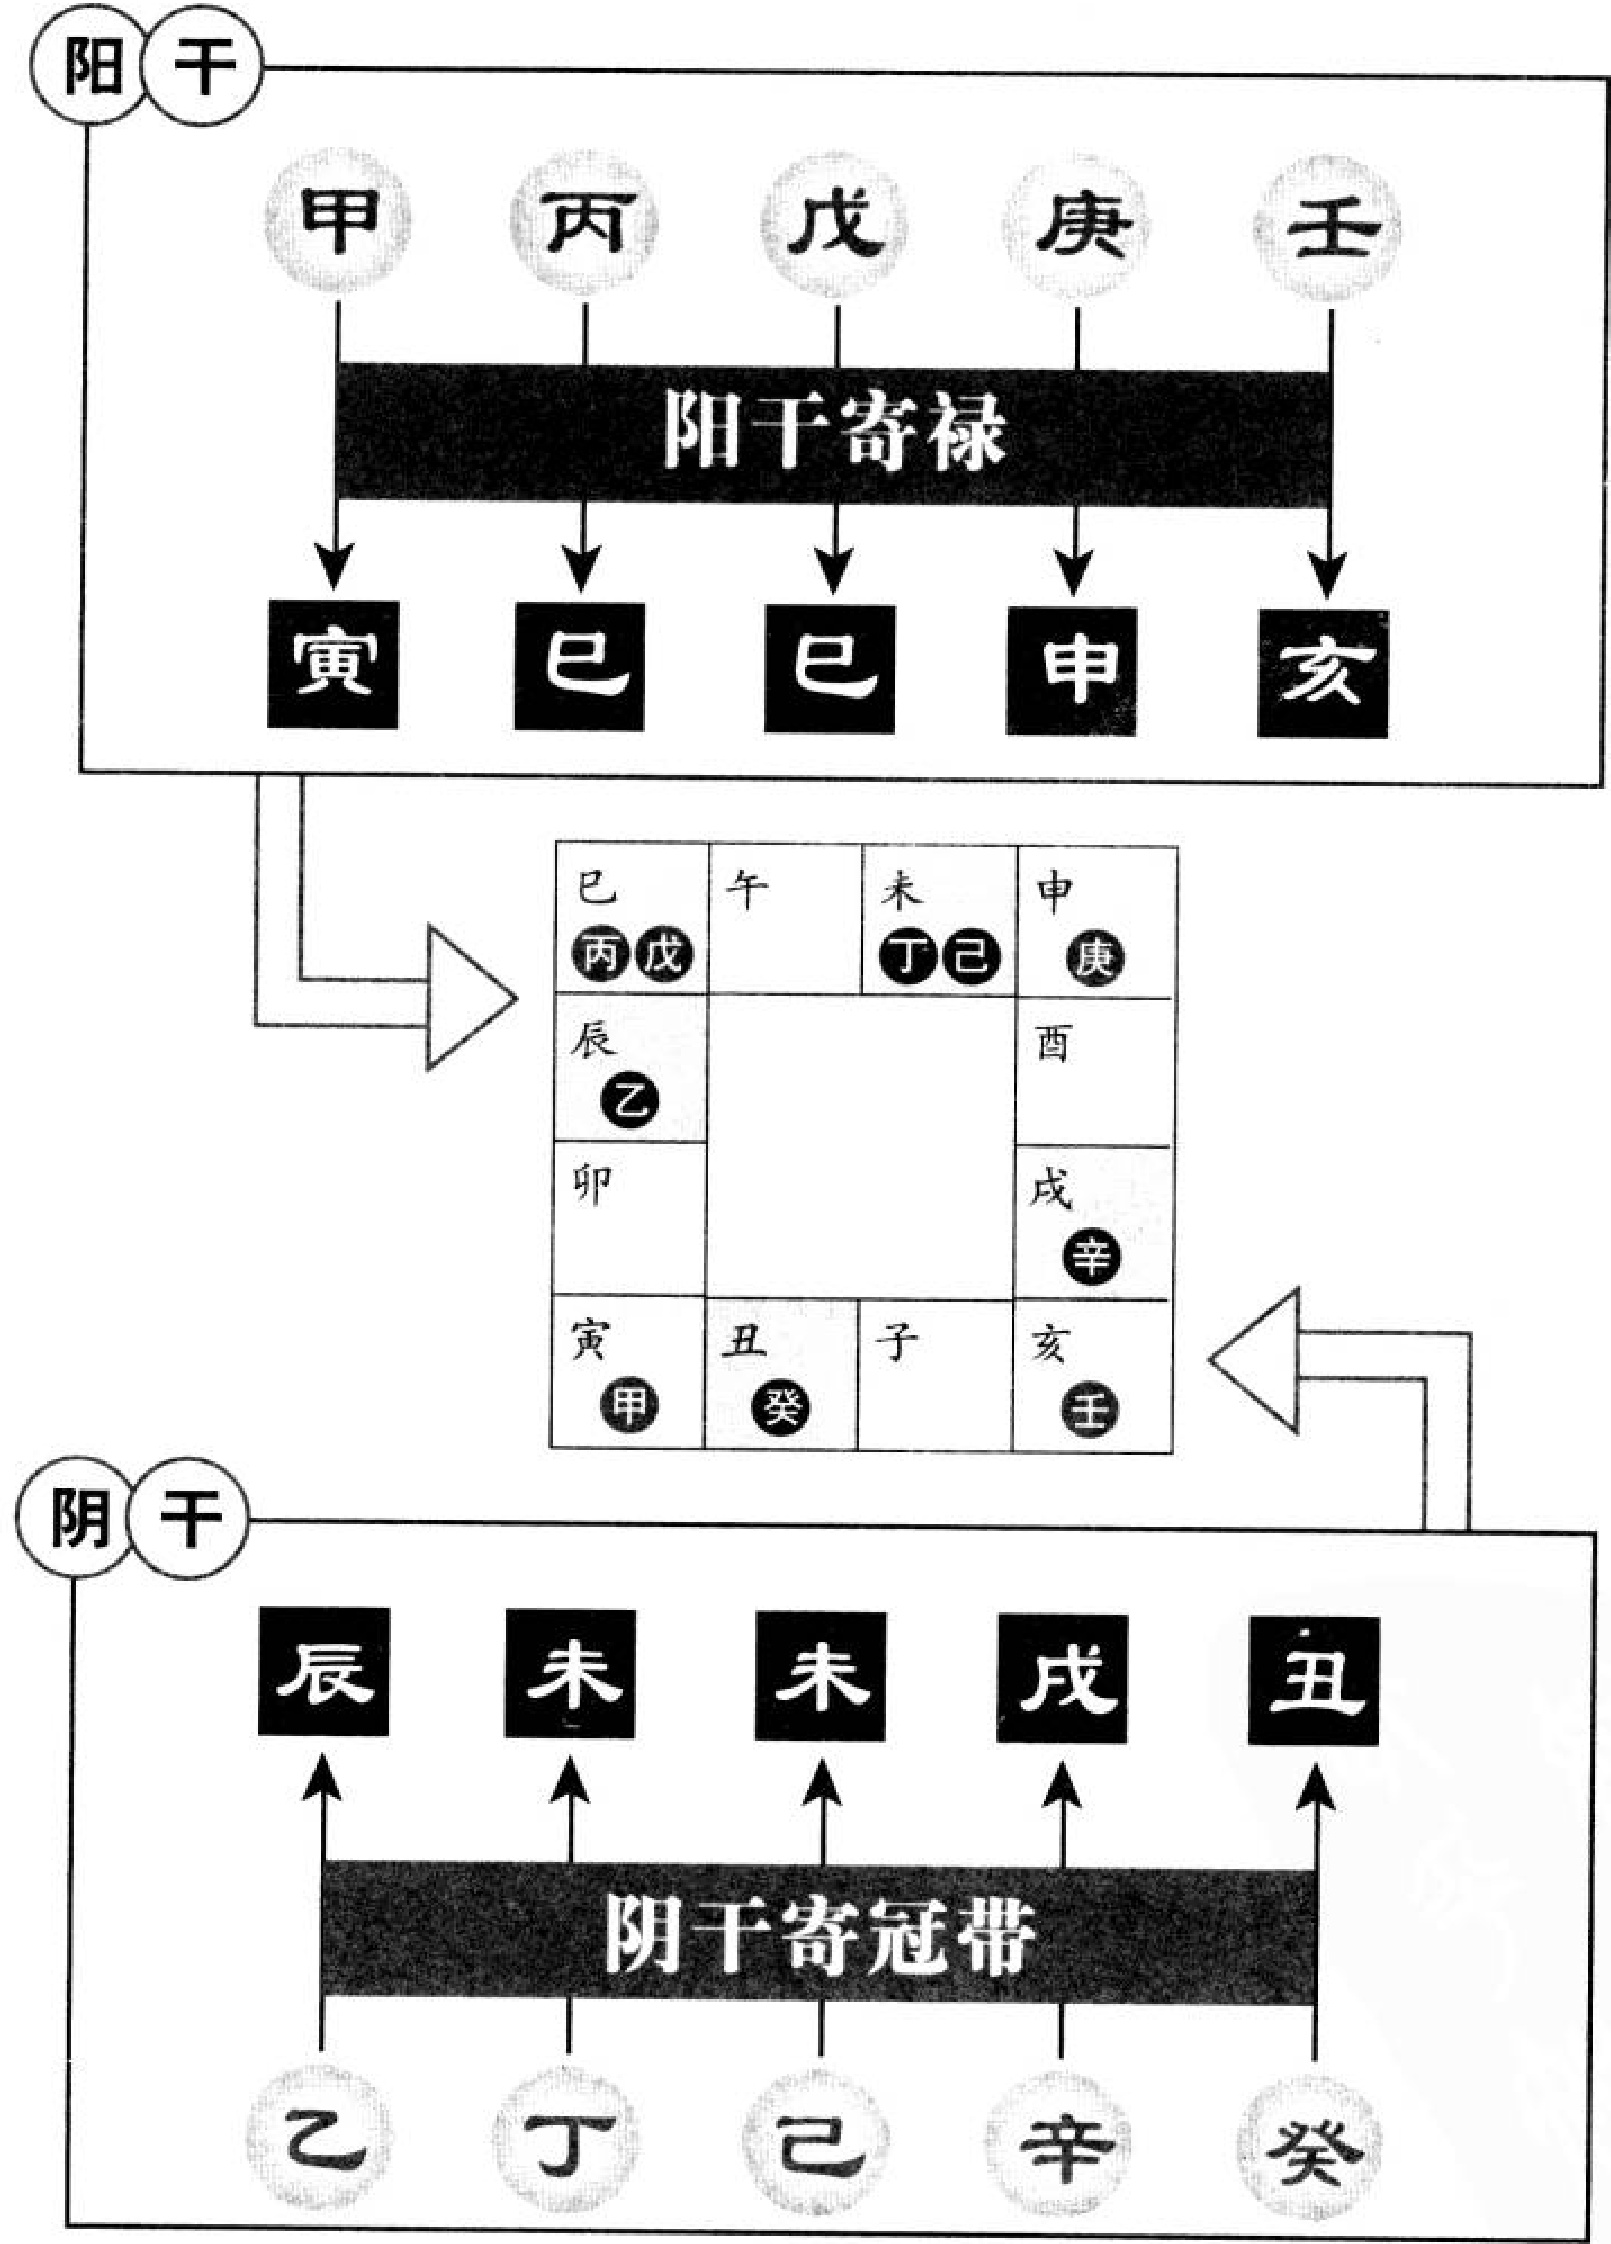 阳干
甲 丙 戊 庚 壬
阳干寄禄
寅 巳 巳 申 亥
巳 午 未 申
丙戊 丁己 庚
辰 酉
乙
卯 戌
辛
寅 丑 子 亥
甲 癸 壬
阴干
辰 未 未 戌 丑
阴干寄冠带
乙 丁 己 辛 癸